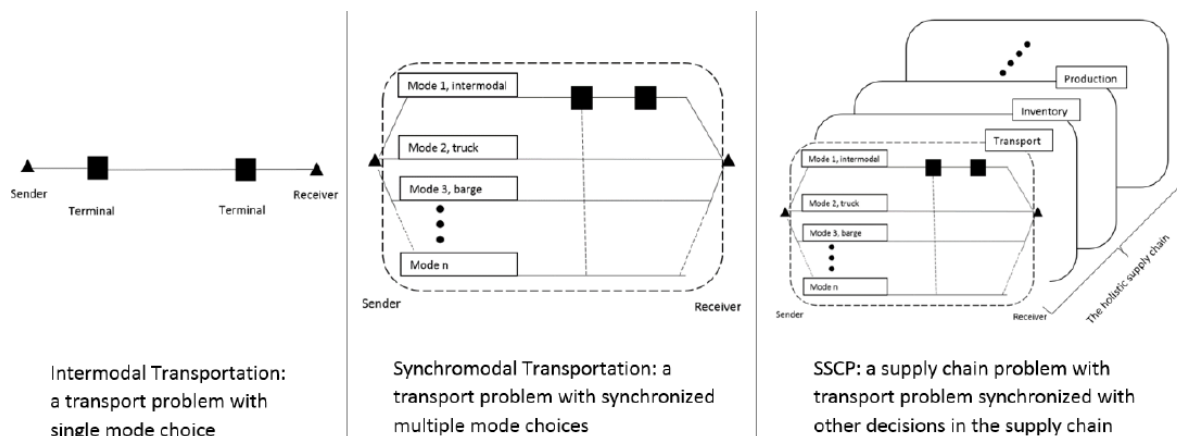 Sender
Terminal
Terminal
Receiver
Intermodal Transportation:
a transport problem with
single mode choice
Mode 1, intermodal
Mode 2, truck
Mode 3, barge
Mode n
Sender
Receiver
Synchromodal Transportation: a
transport problem with synchronized
multiple mode choices
Production
Inventory
Transport
Mode 1, intermodal
Mode 2, truck
Mode 3, barge
Mode n
Sender
Receiver
The holistic supply chain
SSCP: a supply chain problem with
transport problem synchronized with
other decisions in the supply chain